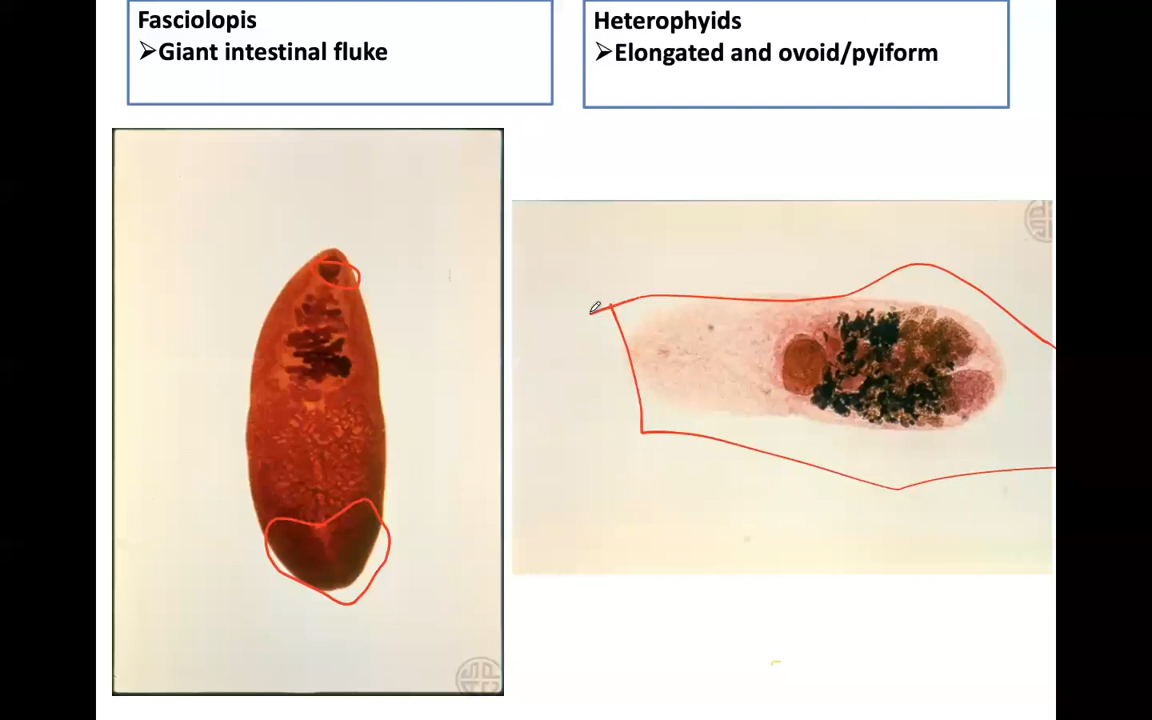 Fasciolopis
➢Giant intestinal fluke
Heterophyids
➢Elongated and ovoid/pyiform